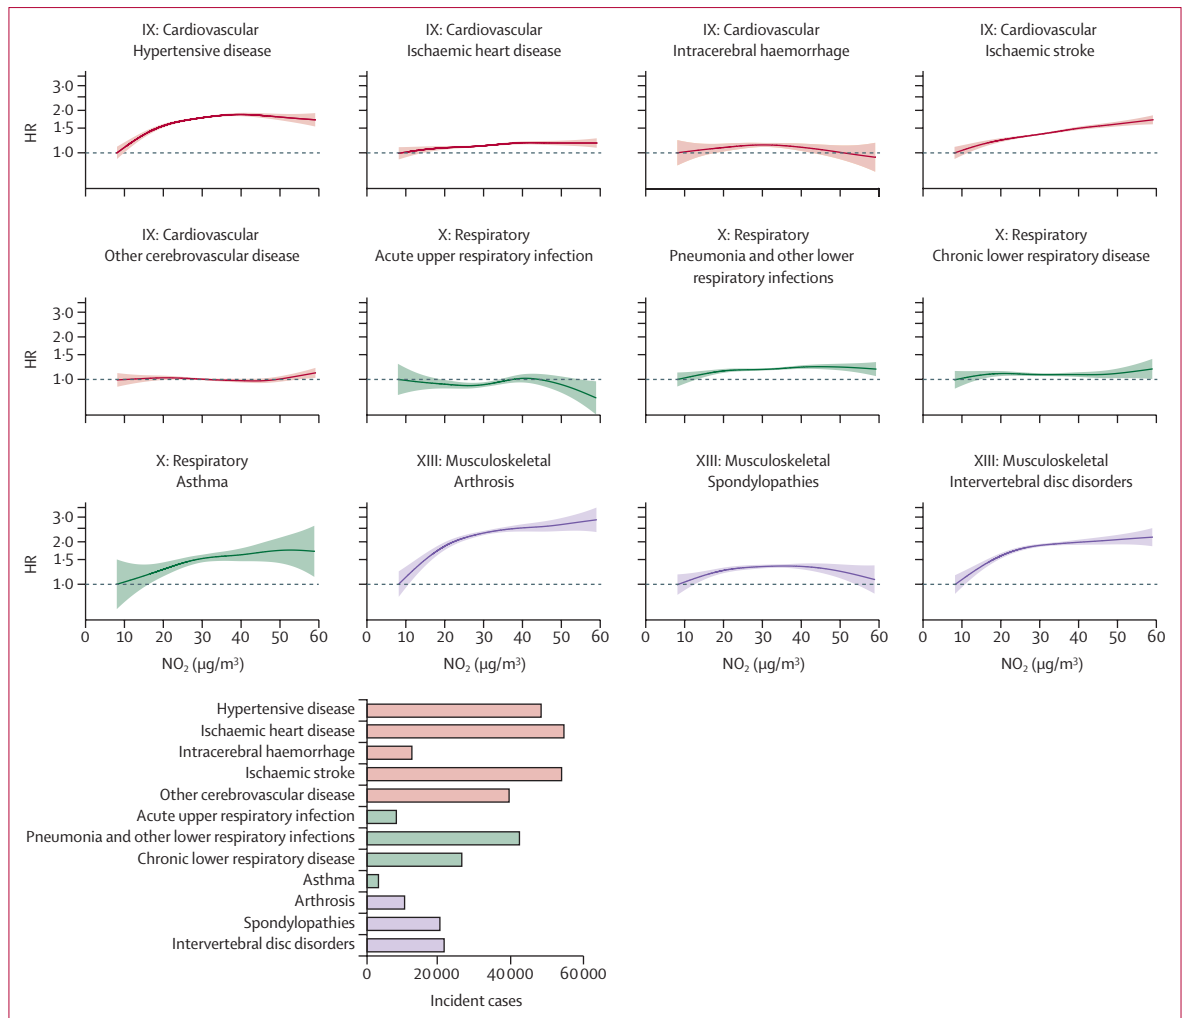 IX: Cardiovascular
Hypertensive disease
IX: Cardiovascular
Ischaemic heart disease
IX: Cardiovascular
Intracerebral haemorrhage
IX: Cardiovascular
Ischaemic stroke
HR
3·0
2·0
1·5
1·0
IX: Cardiovascular
Other cerebrovascular disease
X: Respiratory
Acute upper respiratory infection
X: Respiratory
Pneumonia and other lower
respiratory infections
X: Respiratory
Chronic lower respiratory disease
HR
3·0
2·0
1·5
1·0
X: Respiratory
Asthma
XIII: Musculoskeletal
Arthrosis
XIII: Musculoskeletal
Spondylopathies
XIII: Musculoskeletal
Intervertebral disc disorders
HR
3·0
2·0
1·5
1·0
0 10 20 30 40 50 60
NO₂ (µg/m³)
0 10 20 30 40 50 60
NO₂ (µg/m³)
0 10 20 30 40 50 60
NO₂ (µg/m³)
0 10 20 30 40 50 60
NO₂ (µg/m³)
Hypertensive disease
Ischaemic heart disease
Intracerebral haemorrhage
Ischaemic stroke
Other cerebrovascular disease
Acute upper respiratory infection
Pneumonia and other lower respiratory infections
Chronic lower respiratory disease
Asthma
Arthrosis
Spondylopathies
Intervertebral disc disorders
0 20 000 40 000 60 000
Incident cases